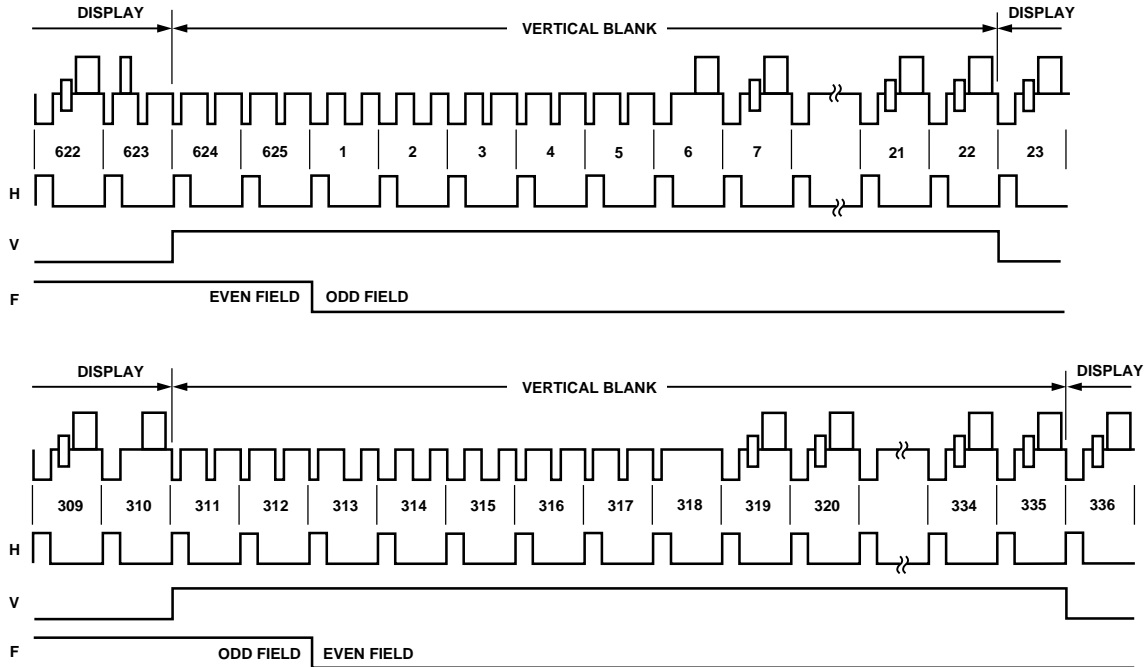 DISPLAY VERTICAL BLANK DISPLAY
622 623 624 625 1 2 3 4 5 6 7 21 22 23
H
V
EVEN FIELD ODD FIELD
F
DISPLAY VERTICAL BLANK DISPLAY
309 310 311 312 313 314 315 316 317 318 319 320 334 335 336
H
V
ODD FIELD EVEN FIELD
F